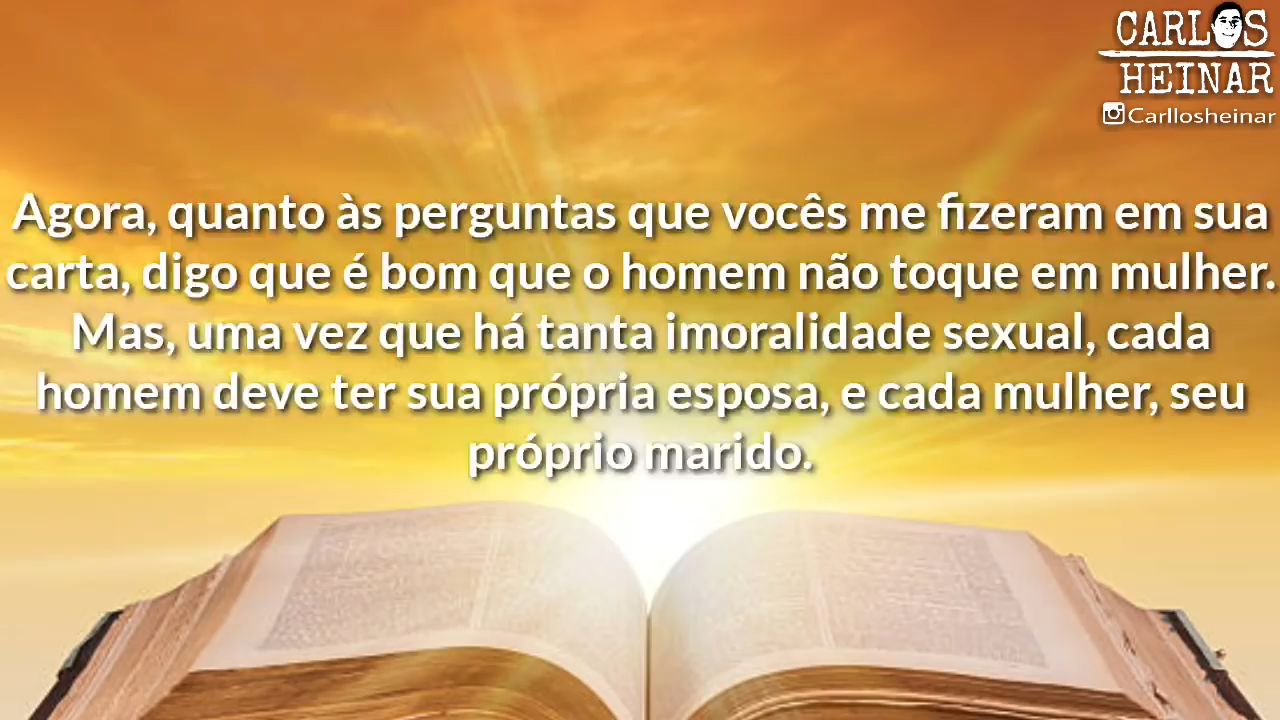 CARLOS
HEINAR
Carllosheinar
Agora, quanto às perguntas que vocês me fizeram em sua
carta, digo que é bom que o homem não toque em mulher.
Mas, uma vez que há tanta imoralidade sexual, cada
homem deve ter sua própria esposa, e cada mulher, seu
próprio marido.